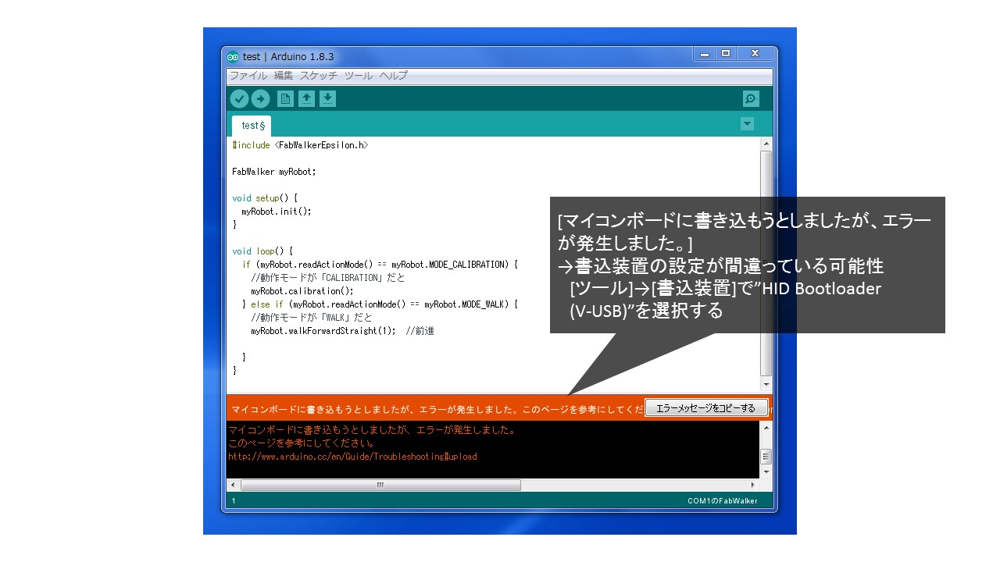 test | Arduino 1.8.3
ファイル 編集 スケッチ ツール ヘルプ
test§
#include <FabWalkerEpsilon.h>
FabWalker myRobot;
void setup() {
myRobot.init();
}
void loop() {
if (myRobot.readActionMode() == myRobot.MODE_CALIBRATION) {
//動作モードが「CALIBRATION」だと
myRobot.calibration();
} else if (myRobot.readActionMode() == myRobot.MODE_WALK) {
//動作モードが「WALK」だと
myRobot.walkForwardStraight(1); //前進
}
}
[マイコンボードに書き込もうとしましたが、エラー
が発生しました。]
→書込装置の設定が間違っている可能性
[ツール]→[書込装置]で”HID Bootloader
(V-USB)”を選択する
マイコンボードに書き込もうとしましたが、エラーが発生しました。このページを参考にしてくだ
エラーメッセージをコピーする
マイコンボードに書き込もうとしましたが、エラーが発生しました。
このページを参考にしてください。
http://www.arduino.cc/en/Guide/Troubleshooting#upload
1
COM1のFabWalker